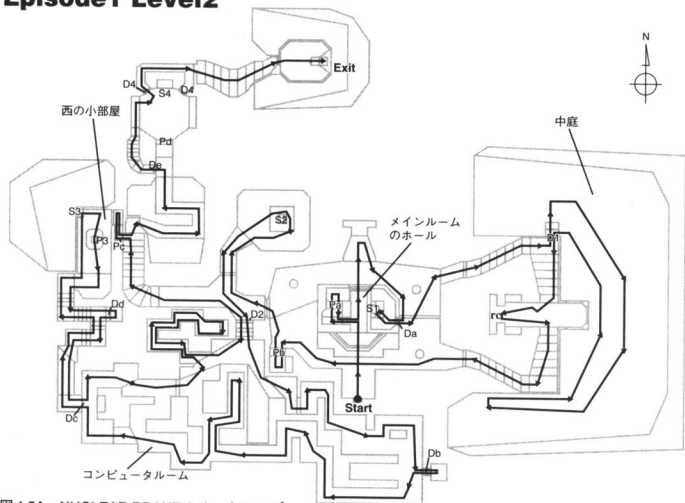 Episode1 Level2
N
Exit
D4
S4
D4
西の小部屋
中庭
Pd
De
メインルーム
のホール
S3
P3
Pc
S2
D1
Pa
S1
Da
rc
Dd
D2
Pb
Start
Dc
Db
コンピュータルーム